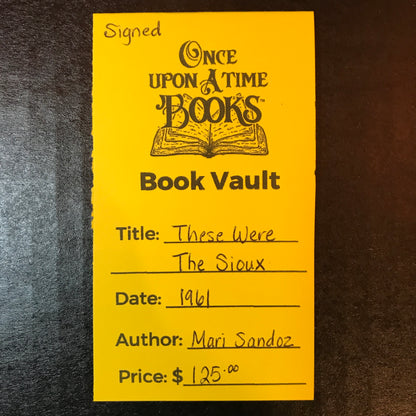 Signed
ONCE
UPON A TIME
BOOKS™
Book Vault
Title: These Were
The Sioux
Date: 1961
Author: Mari Sandoz
Price: $ 125.00